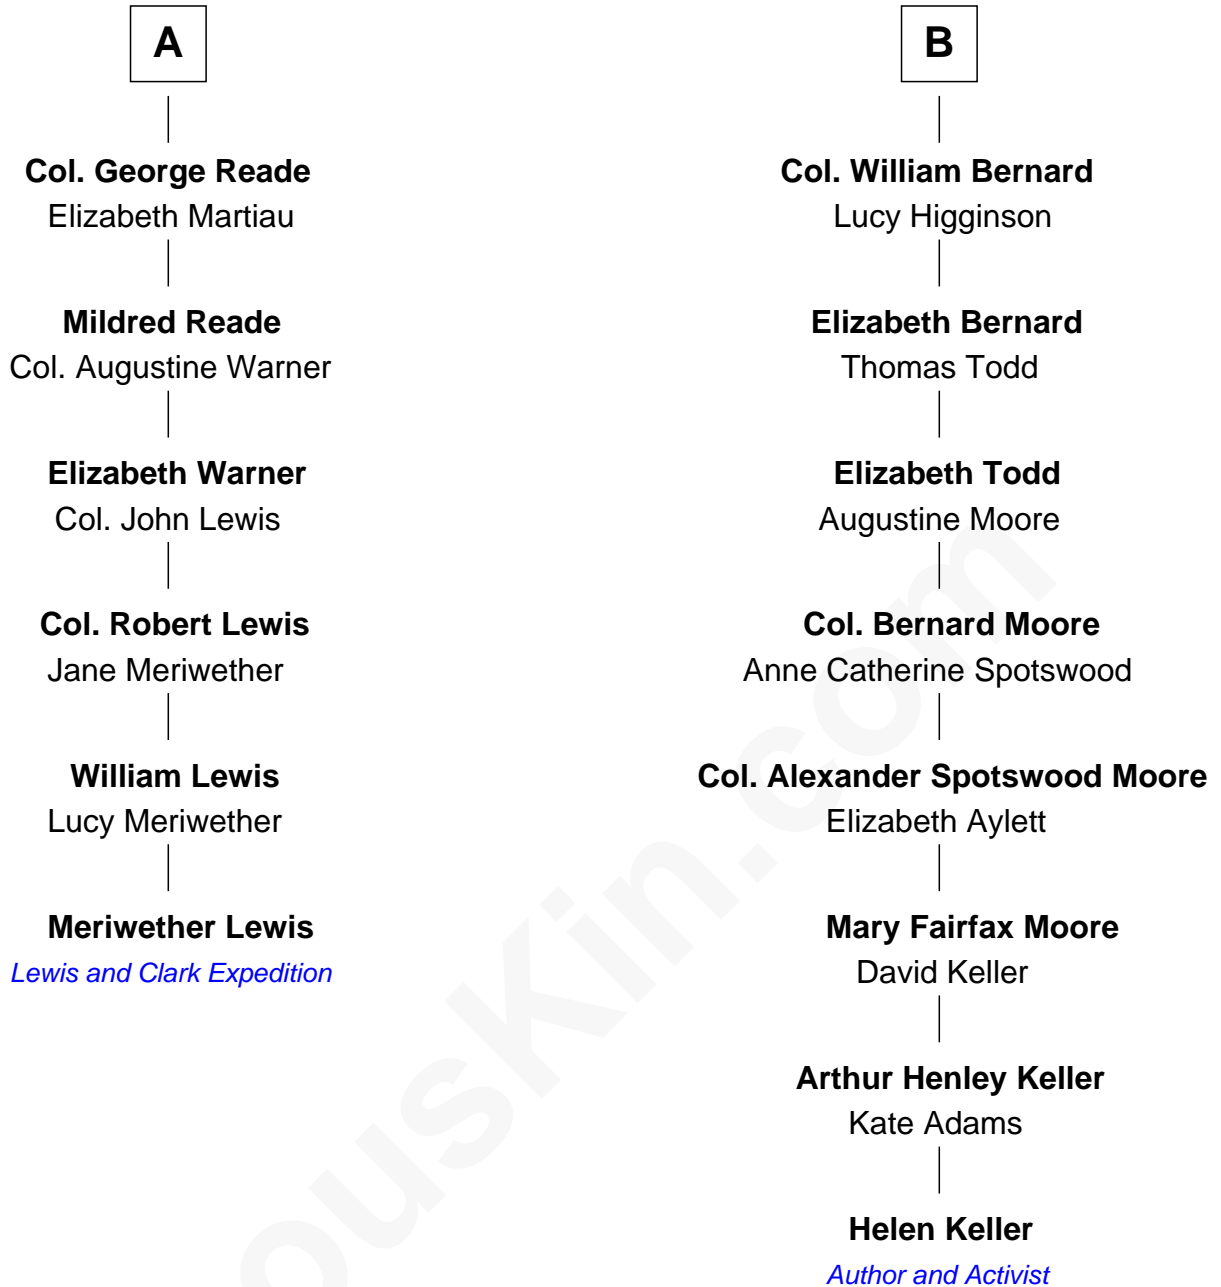 A
Col. George Reade
Elizabeth Martiau
Mildred Reade
Col. Augustine Warner
Elizabeth Warner
Col. John Lewis
Col. Robert Lewis
Jane Meriwether
William Lewis
Lucy Meriwether
Meriwether Lewis
Lewis and Clark Expedition
B
Col. William Bernard
Lucy Higginson
Elizabeth Bernard
Thomas Todd
Elizabeth Todd
Augustine Moore
Col. Bernard Moore
Anne Catherine Spotswood
Col. Alexander Spotswood Moore
Elizabeth Aylett
Mary Fairfax Moore
David Keller
Arthur Henley Keller
Kate Adams
Helen Keller
Author and Activist
ousKin.com